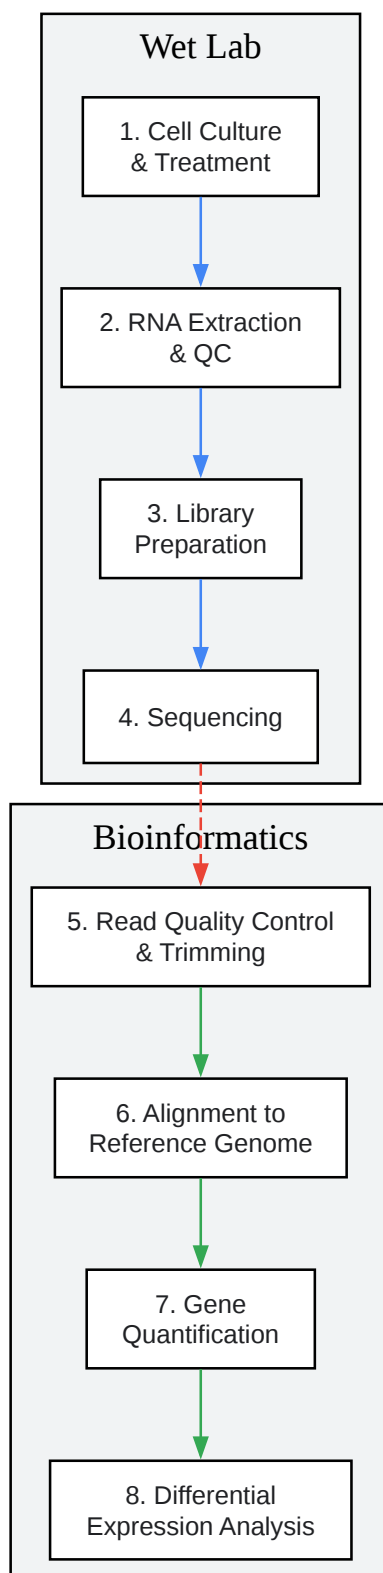 Wet Lab
1. Cell Culture
& Treatment
2. RNA Extraction
& QC
3. Library
Preparation
4. Sequencing
Bioinformatics
5. Read Quality Control
& Trimming
6. Alignment to
Reference Genome
7. Gene
Quantification
8. Differential
Expression Analysis